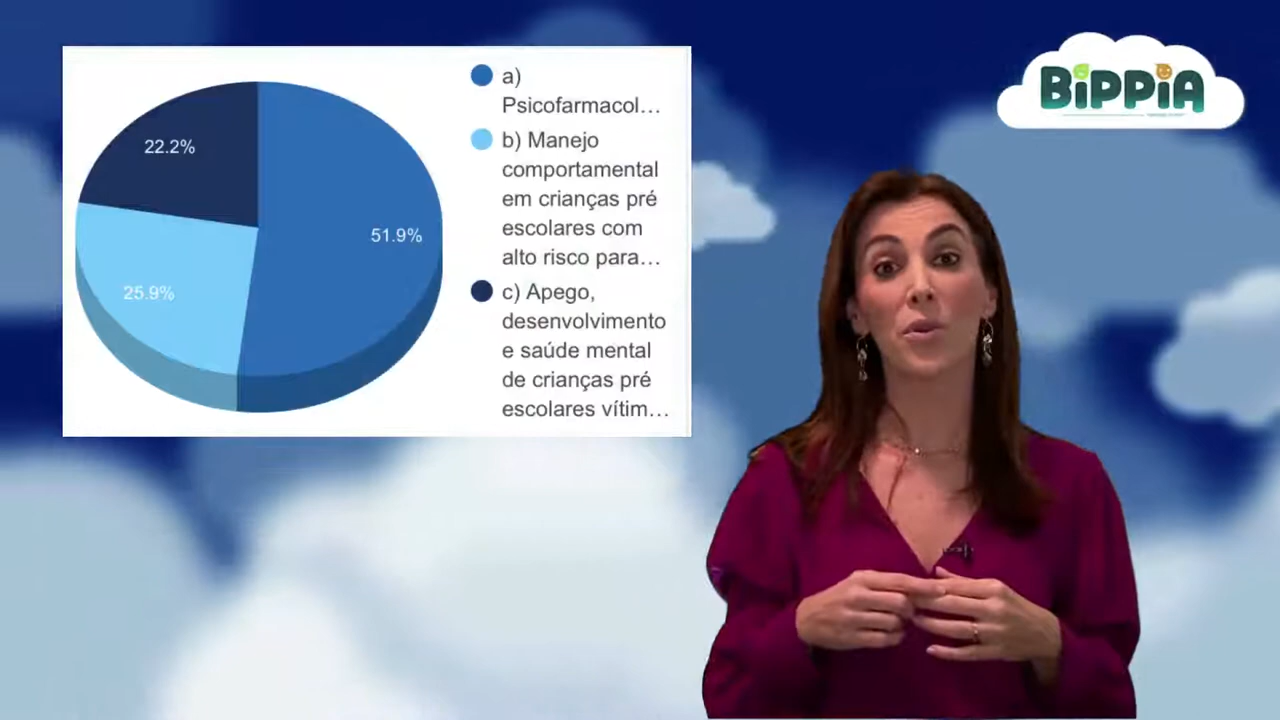 22.2%
51.9%
25.9%
a)
Psicofarmacol...
b) Manejo
comportamental
em crianças pré
escolares com
alto risco para...
c) Apego,
desenvolvimento
e saúde mental
de crianças pré
escolares vítim...
BiPPiA